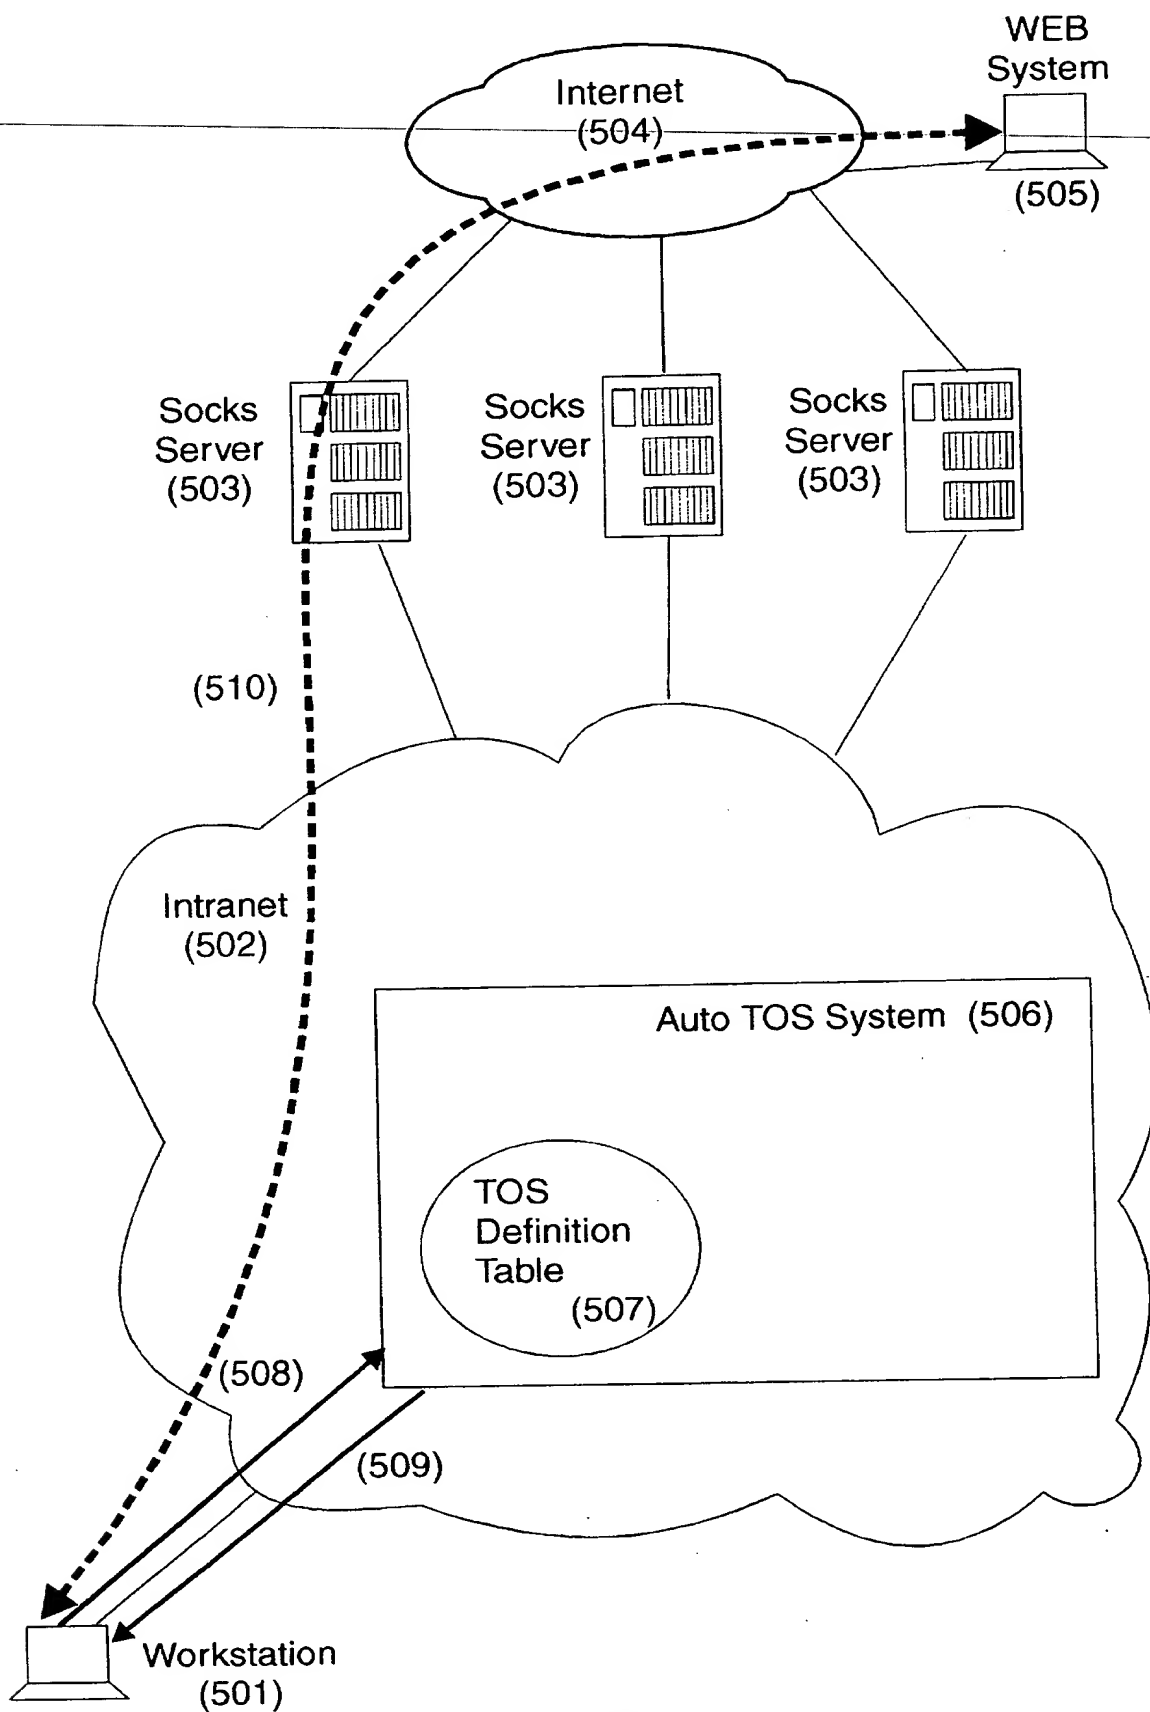 WEB
System
(505)
Internet
(504)
Socks
Server
(503)
Socks
Server
(503)
Socks
Server
(503)
(510)
Intranet
(502)
Auto TOS System (506)
TOS
Definition
Table
(507)
(508)
(509)
Workstation
(501)